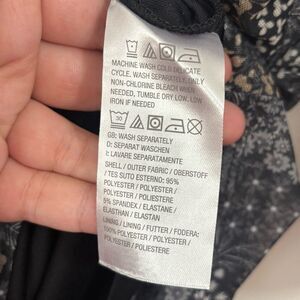 MACHINE WASH COLD DELICATE
CYCLE. WASH SEPARATELY. ONLY
NON-CHLORINE BLEACH WHEN
NEEDED, TUMBLE DRY LOW, LOW
IRON IF NEEDED
30
GB: WASH SEPARATELY
D: SEPARAT WASCHEN
I: LAVARE SEPARATAMENTE
SHELL / OUTER FABRIC / OBERSTOFF
/ TES SUTO ESTERNO: 95%
POLYESTER / POLYESTER /
POLYESTER / POLIESTERE
5% SPANDEX / ELASTANE /
ELASTHAN / ELASTAN
LINING / LINING / FUTTER / FODERA:
100% POLYESTER / POLYESTER /
POLYESTER / POLIESTERE